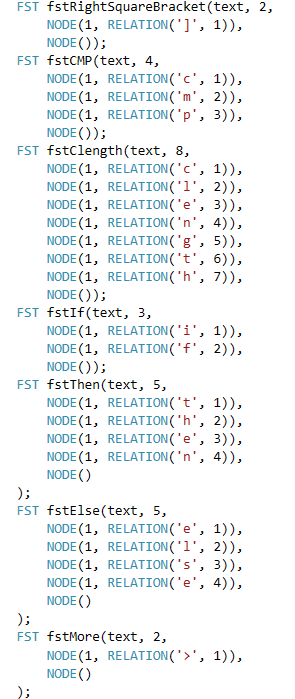 FST fstRightSquareBracket(text, 2,
    NODE(1, RELATION(']', 1)),
    NODE());
FST fstCMP(text, 4,
    NODE(1, RELATION('c', 1)),
    NODE(1, RELATION('m', 2)),
    NODE(1, RELATION('p', 3)),
    NODE());
FST fstClength(text, 8,
    NODE(1, RELATION('c', 1)),
    NODE(1, RELATION('l', 2)),
    NODE(1, RELATION('e', 3)),
    NODE(1, RELATION('n', 4)),
    NODE(1, RELATION('g', 5)),
    NODE(1, RELATION('t', 6)),
    NODE(1, RELATION('h', 7)),
    NODE());
FST fstIf(text, 3,
    NODE(1, RELATION('i', 1)),
    NODE(1, RELATION('f', 2)),
    NODE());
FST fstThen(text, 5,
    NODE(1, RELATION('t', 1)),
    NODE(1, RELATION('h', 2)),
    NODE(1, RELATION('e', 3)),
    NODE(1, RELATION('n', 4)),
    NODE()
);
FST fstElse(text, 5,
    NODE(1, RELATION('e', 1)),
    NODE(1, RELATION('l', 2)),
    NODE(1, RELATION('s', 3)),
    NODE(1, RELATION('e', 4)),
    NODE()
);
FST fstMore(text, 2,
    NODE(1, RELATION('>', 1)),
    NODE()
);